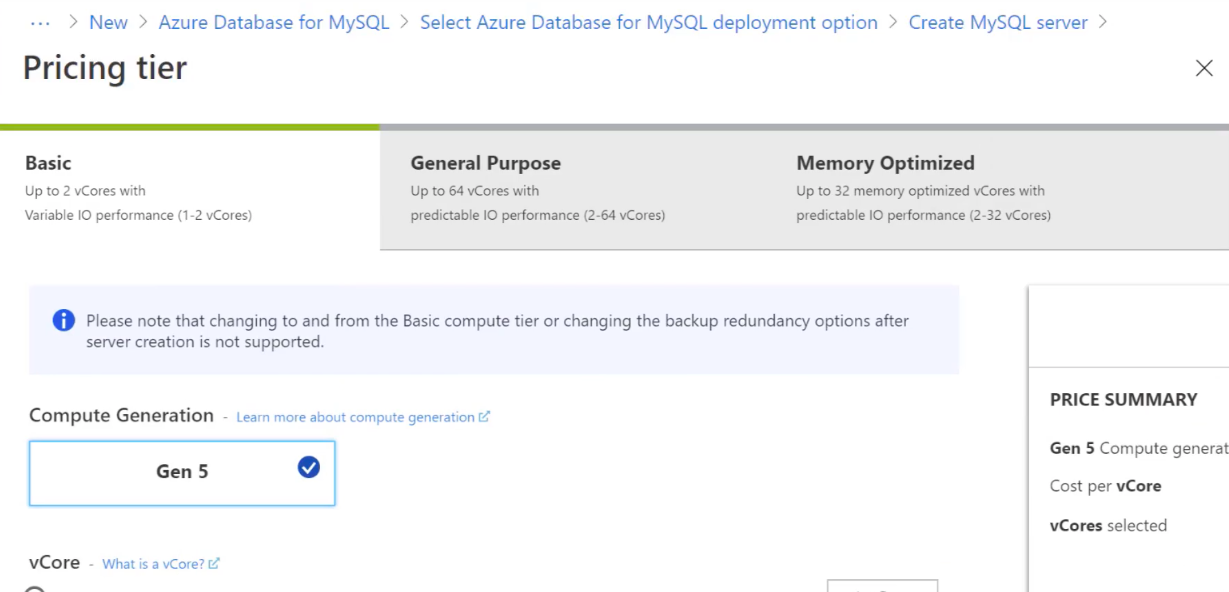 ··· > New > Azure Database for MySQL > Select Azure Database for MySQL deployment option > Create MySQL server >
Pricing tier
Basic
Up to 2 vCores with
Variable IO performance (1-2 vCores)
General Purpose
Up to 64 vCores with
predictable IO performance (2-64 vCores)
Memory Optimized
Up to 32 memory optimized vCores with
predictable IO performance (2-32 vCores)
Please note that changing to and from the Basic compute tier or changing the backup redundancy options after
server creation is not supported.
Compute Generation - Learn more about compute generation
Gen 5
vCore - What is a vCore?
PRICE SUMMARY
Gen 5 Compute generat
Cost per vCore
vCores selected